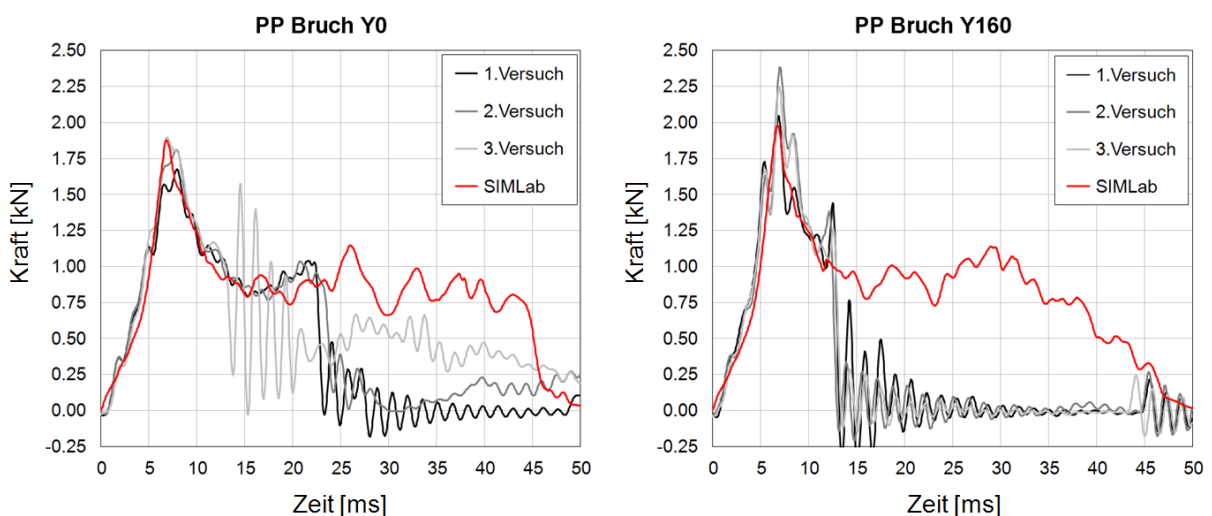 PP Bruch Y0
2.50
2.25
2.00
1.75
1.50
1.25
1.00
0.75
0.50
0.25
0.00
-0.25
Kraft [kN]
1.Versuch
2.Versuch
3.Versuch
SIMLab
0 5 10 15 20 25 30 35 40 45 50
Zeit [ms]
PP Bruch Y160
2.50
2.25
2.00
1.75
1.50
1.25
1.00
0.75
0.50
0.25
0.00
-0.25
Kraft [kN]
1.Versuch
2.Versuch
3.Versuch
SIMLab
0 5 10 15 20 25 30 35 40 45 50
Zeit [ms]